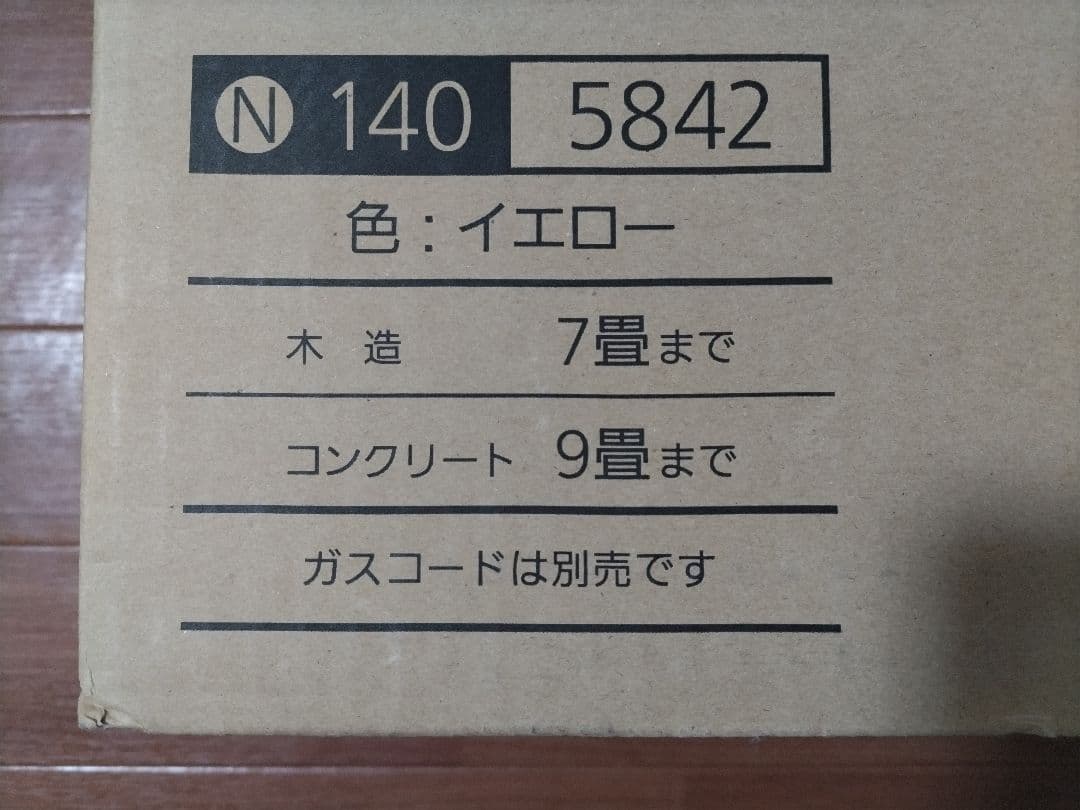 Ⓝ 140 5842
色：イエロー
木 造 7畳まで
コンクリート 9畳まで
ガスコードは別売です